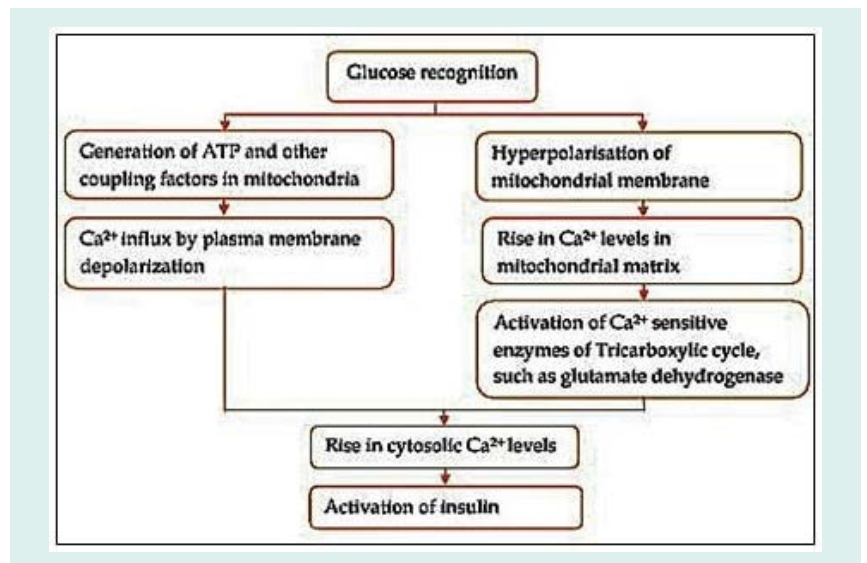 Glucose recognition
Generation of ATP and other
coupling factors in mitochondria
Ca²⁺ influx by plasma membrane
depolarization
Hyperpolarisation of
mitochondrial membrane
Rise in Ca²⁺ levels in
mitochondrial matrix
Activation of Ca²⁺ sensitive
enzymes of Tricarboxylic cycle,
such as glutamate dehydrogenase
Rise in cytosolic Ca²⁺ levels
Activation of insulin